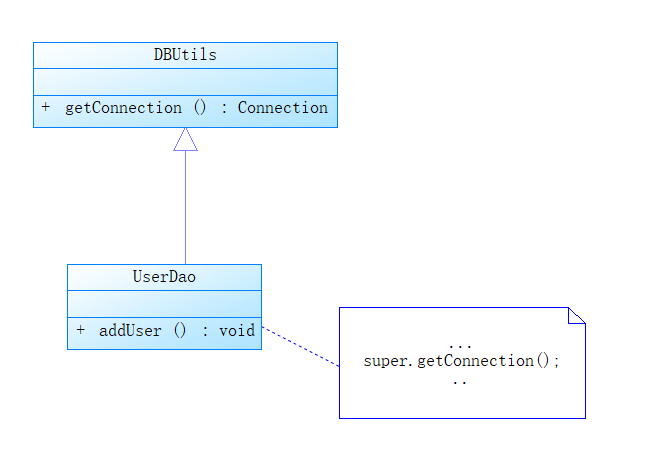 DBUtils
+ getConnection () : Connection
UserDao
+ addUser () : void
...
super.getConnection();
..